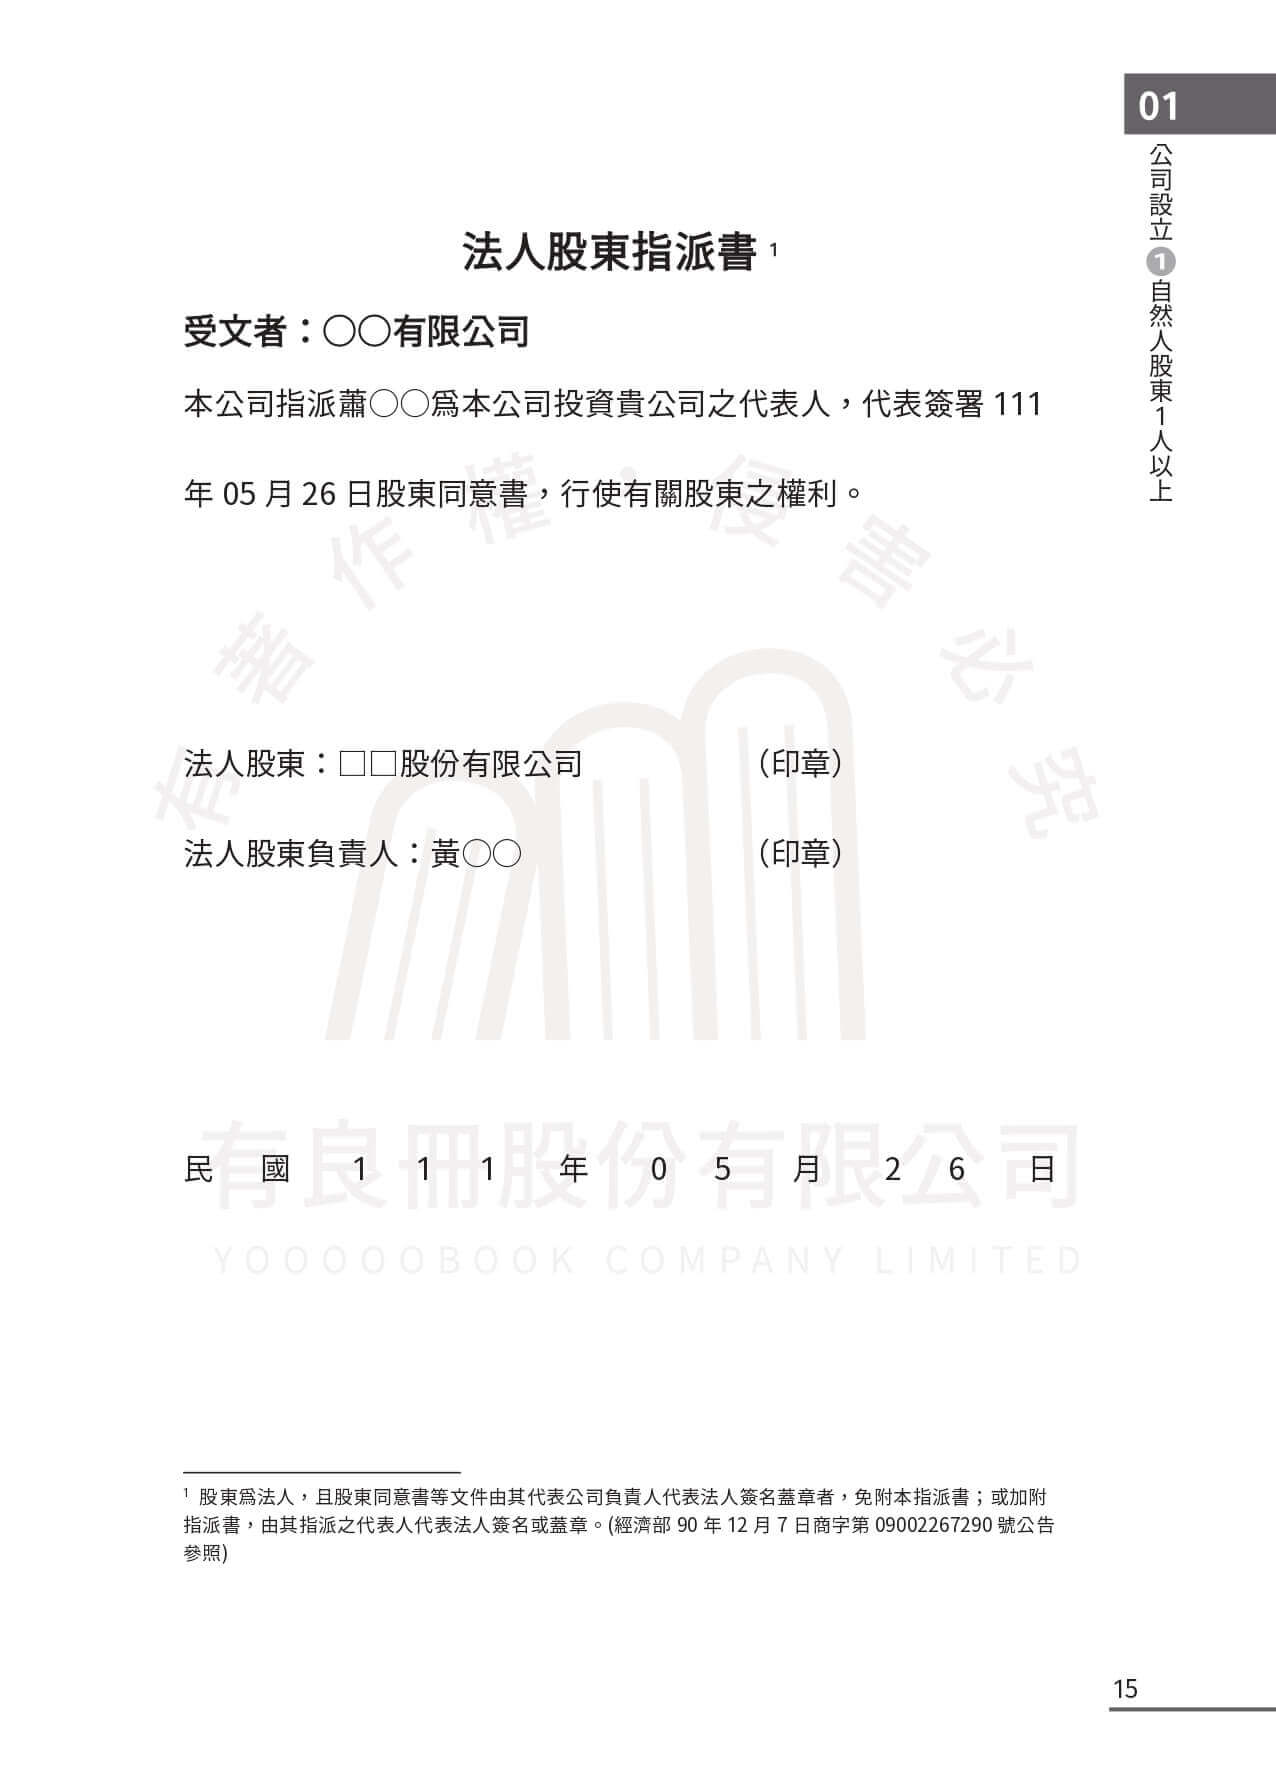 01
公司設立❶自然人股東1人以上
法人股東指派書 1
受文者：○○有限公司
本公司指派蕭○○爲本公司投資貴公司之代表人，代表簽署 111
年 05 月 26 日股東同意書，行使有關股東之權利。
有著作權・侵害必究
法人股東：□□股份有限公司 （印章）
法人股東負責人：黃○○ （印章）
民 國 1 1 1 年 0 5 月 2 6 日
有良冊股份有限公司
YOOOOOBOOK COMPANY LIMITED
1 股東爲法人，且股東同意書等文件由其代表公司負責人代表法人簽名蓋章者，免附本指派書；或加附
指派書，由其指派之代表人代表法人簽名或蓋章。(經濟部 90 年 12 月 7 日商字第 09002267290 號公告
參照)
15